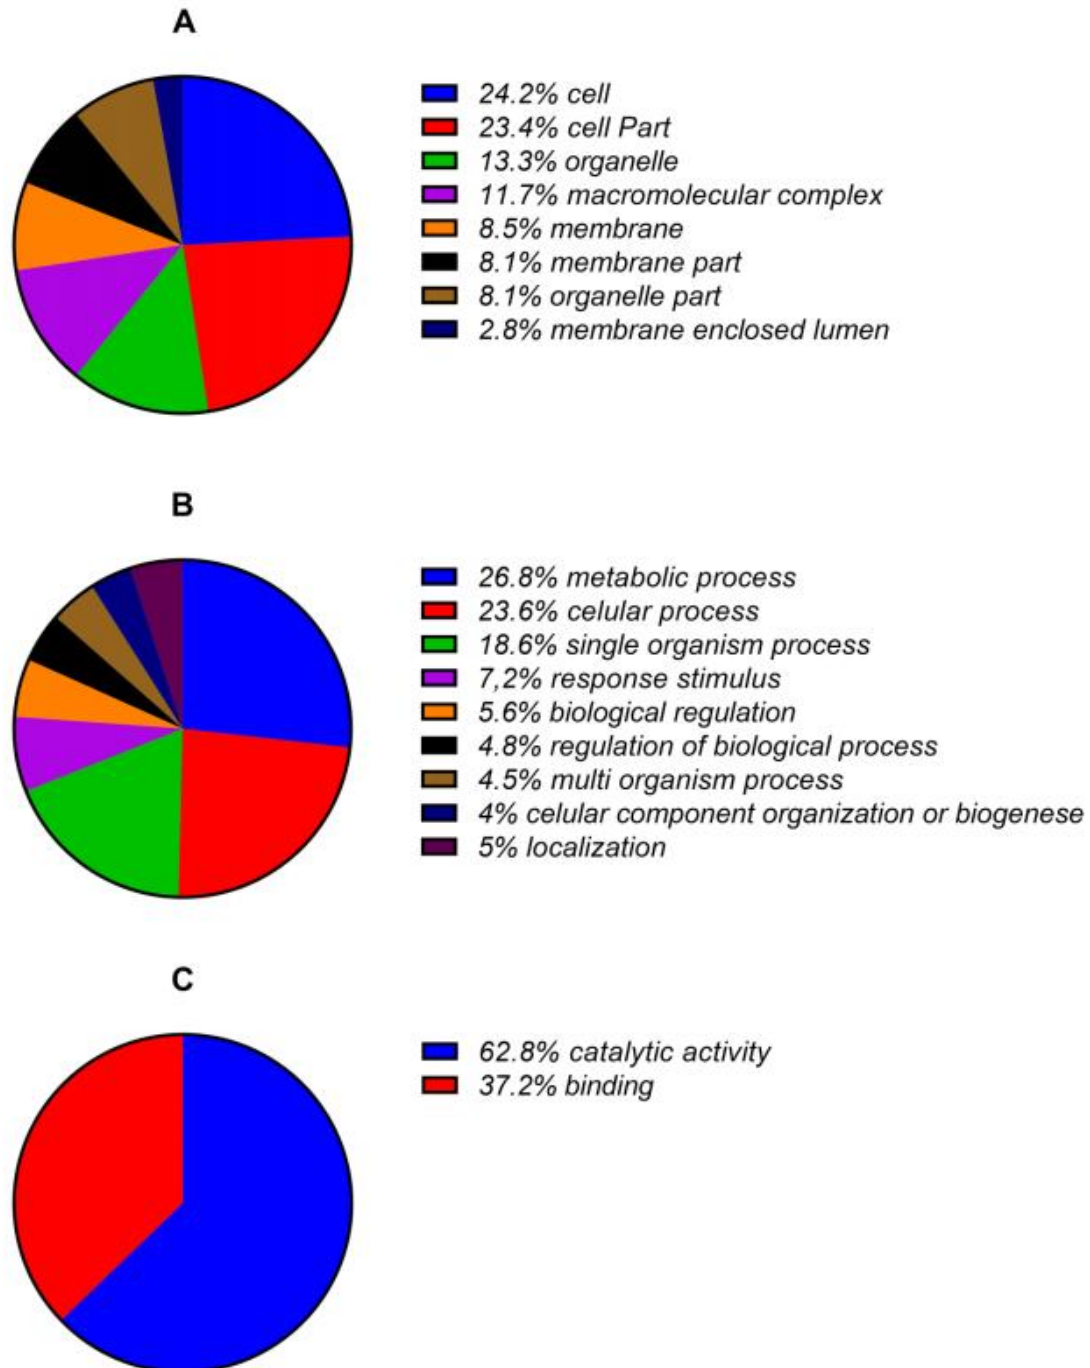 A
24.2% cell
23.4% cell Part
13.3% organelle
11.7% macromolecular complex
8.5% membrane
8.1% membrane part
8.1% organelle part
2.8% membrane enclosed lumen
B
26.8% metabolic process
23.6% celular process
18.6% single organism process
7,2% response stimulus
5.6% biological regulation
4.8% regulation of biological process
4.5% multi organism process
4% celular component organization or biogenese
5% localization
C
62.8% catalytic activity
37.2% binding